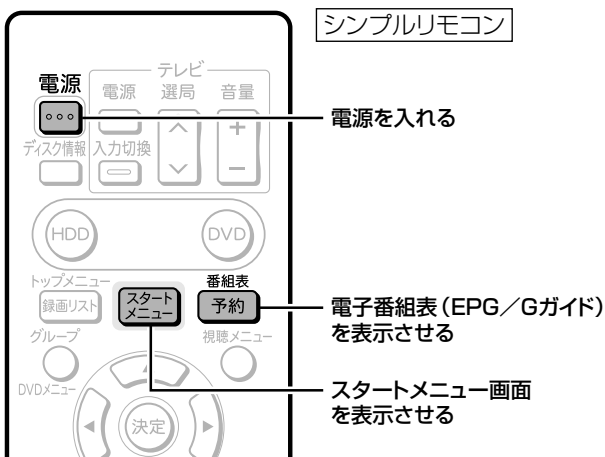 シンプルリモコン
テレビ
電源
電源 選局 音量
電源を入れる
ディスク情報 入力切換
HDD DVD
トップメニュー 番組表
録画リスト スタートメニュー 予約
電子番組表(EPG/Gガイド)
を表示させる
グループ 視聴メニュー
DVDメニュー
スタートメニュー画面
を表示させる
決定